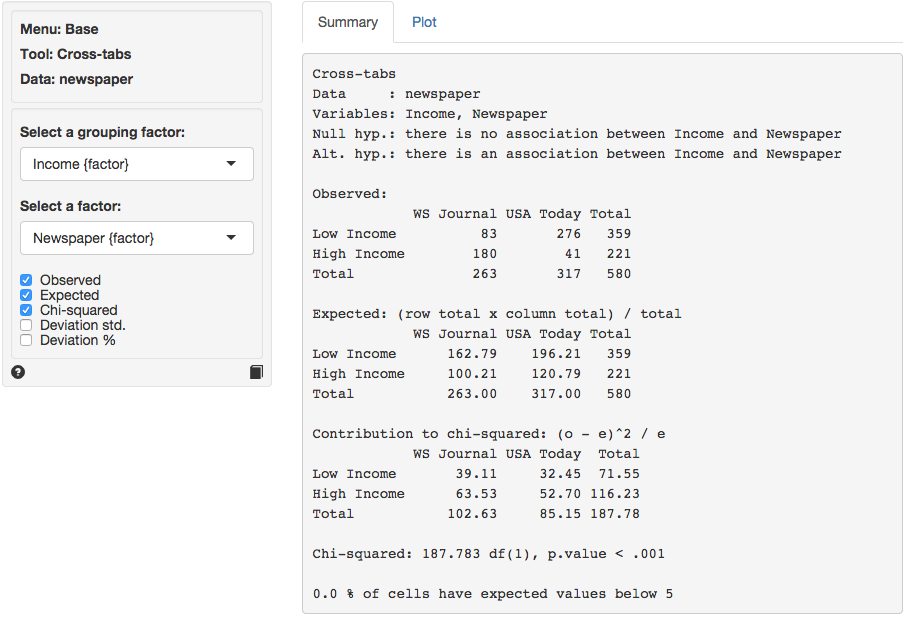 Menu: Base
Tool: Cross-tabs
Data: newspaper
Select a grouping factor:
Income {factor}
Select a factor:
Newspaper {factor}
Observed
Expected
Chi-squared
Deviation std.
Deviation %
?
Summary Plot
Cross-tabs
Data     : newspaper
Variables: Income, Newspaper
Null hyp.: there is no association between Income and Newspaper
Alt. hyp.: there is an association between Income and Newspaper
Observed:
            WS Journal USA Today Total
Low Income          83       276   359
High Income        180        41   221
Total              263       317   580
Expected: (row total x column total) / total
            WS Journal USA Today Total
Low Income      162.79    196.21   359
High Income     100.21    120.79   221
Total           263.00    317.00   580
Contribution to chi-squared: (o - e)^2 / e
            WS Journal USA Today  Total
Low Income       39.11     32.45  71.55
High Income      63.53     52.70 116.23
Total           102.63     85.15 187.78
Chi-squared: 187.783 df(1), p.value < .001
0.0 % of cells have expected values below 5